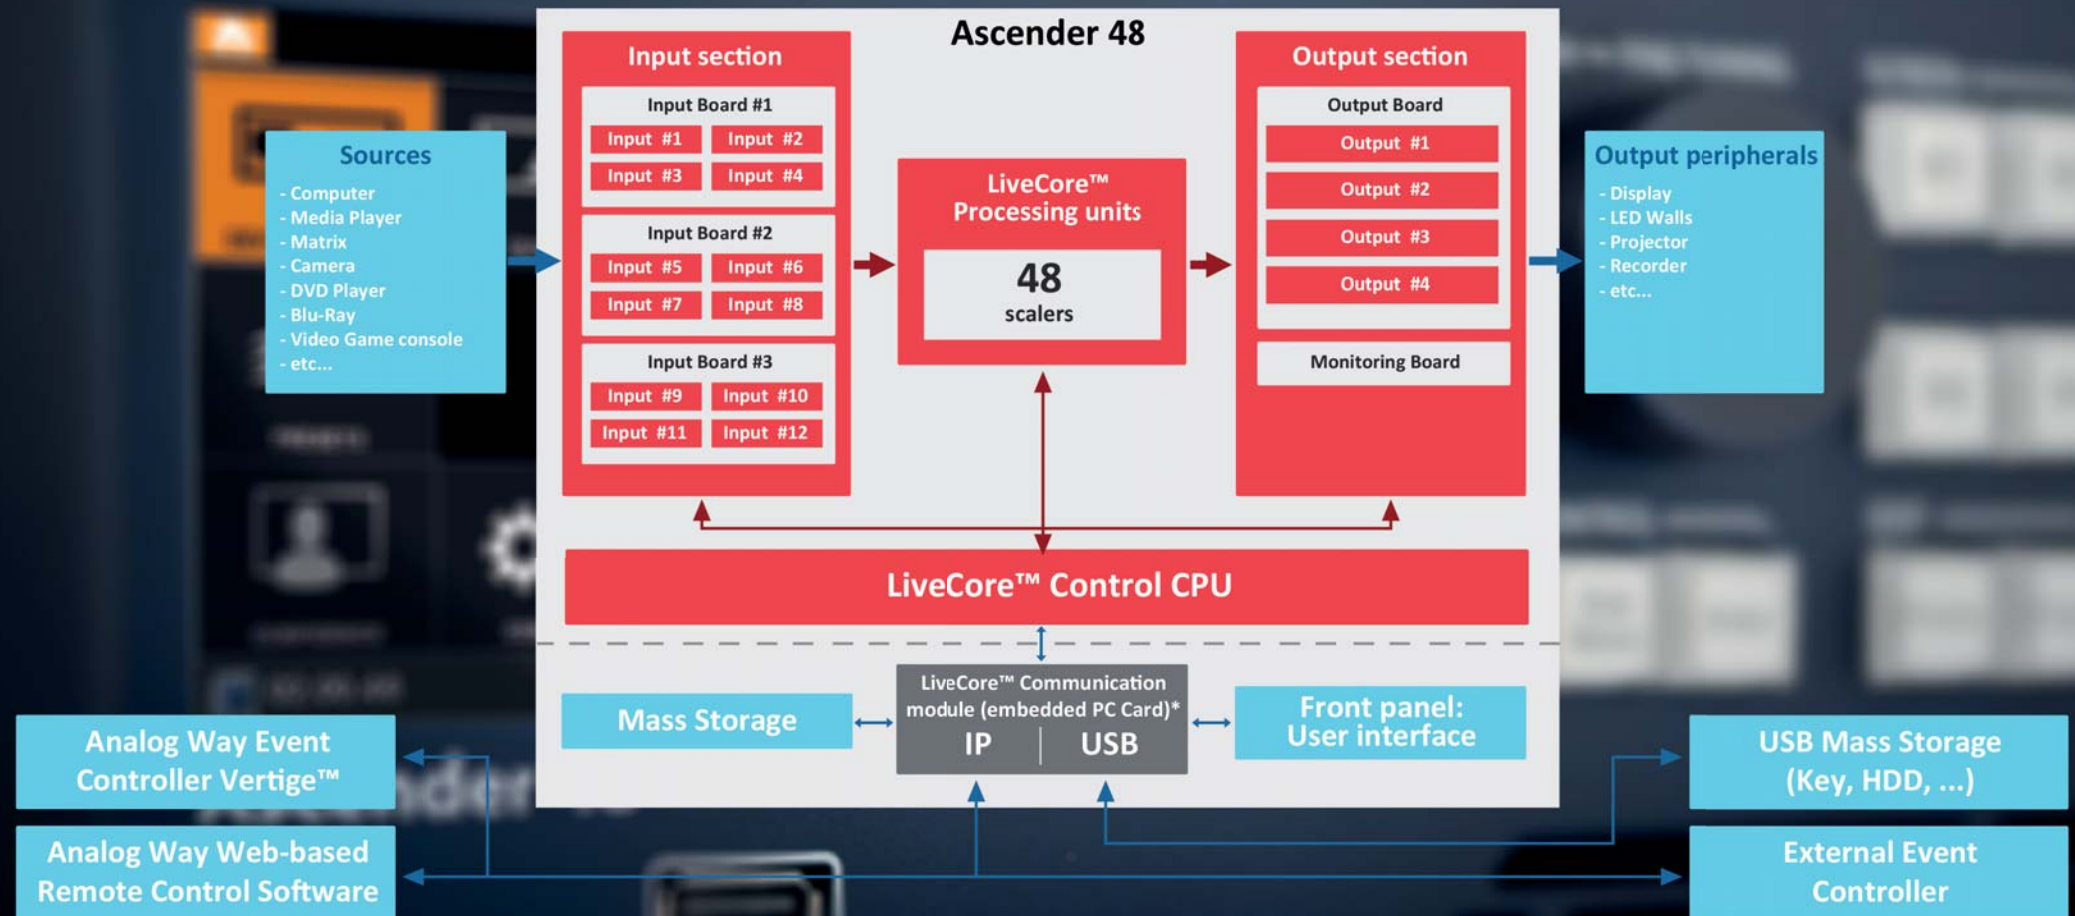 Ascender 48
Sources
- Computer
- Media Player
- Matrix
- Camera
- DVD Player
- Blu-Ray
- Video Game console
- etc...
Input section
Input Board #1
Input #1
Input #2
Input #3
Input #4
Input Board #2
Input #5
Input #6
Input #7
Input #8
Input Board #3
Input #9
Input #10
Input #11
Input #12
LiveCore™
Processing units
48
scalers
Output section
Output Board
Output #1
Output #2
Output #3
Output #4
Monitoring Board
Output peripherals
- Display
- LED Walls
- Projector
- Recorder
- etc...
LiveCore™ Control CPU
Mass Storage
LiveCore™ Communication
module (embedded PC Card)*
IP
USB
Front panel:
User interface
Analog Way Event
Controller Vertige™
Analog Way Web-based
Remote Control Software
USB Mass Storage
(Key, HDD, ...)
External Event
Controller